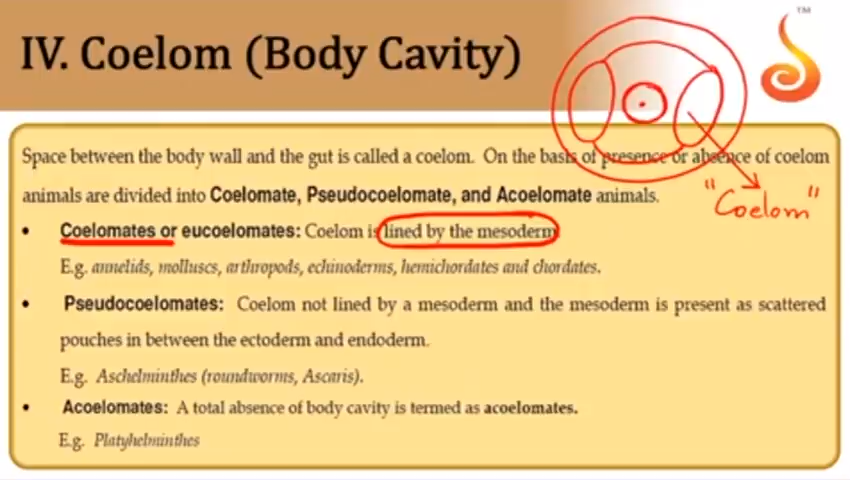 IV. Coelom (Body Cavity)
TM
Space between the body wall and the gut is called a coelom. On the basis of presence or absence of coelom
animals are divided into Coelomate, Pseudocoelomate, and Acoelomate animals.
"Coelom"
• Coelomates or eucoelomates: Coelom is lined by the mesoderm
E.g. annelids, molluscs, arthropods, echinoderms, hemichordates and chordates.
• Pseudocoelomates: Coelom not lined by a mesoderm and the mesoderm is present as scattered
pouches in between the ectoderm and endoderm.
E.g. Aschelminthes (roundworms, Ascaris).
• Acoelomates: A total absence of body cavity is termed as acoelomates.
E.g. Platyhelminthes